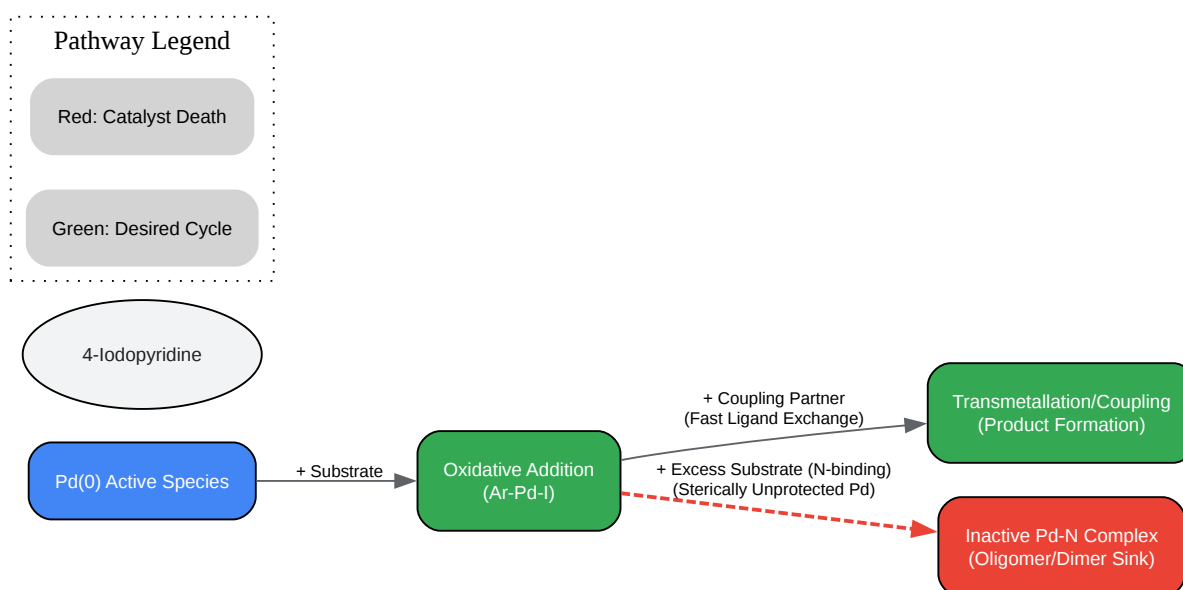 Pathway Legend
Red: Catalyst Death
Green: Desired Cycle
4-Iodopyridine
Pd(0) Active Species
+ Substrate
Oxidative Addition
(Ar-Pd-I)
+ Coupling Partner
(Fast Ligand Exchange)
+ Excess Substrate (N-binding)
(Sterically Unprotected Pd)
Transmetallation/Coupling
(Product Formation)
Inactive Pd-N Complex
(Oligomer/Dimer Sink)